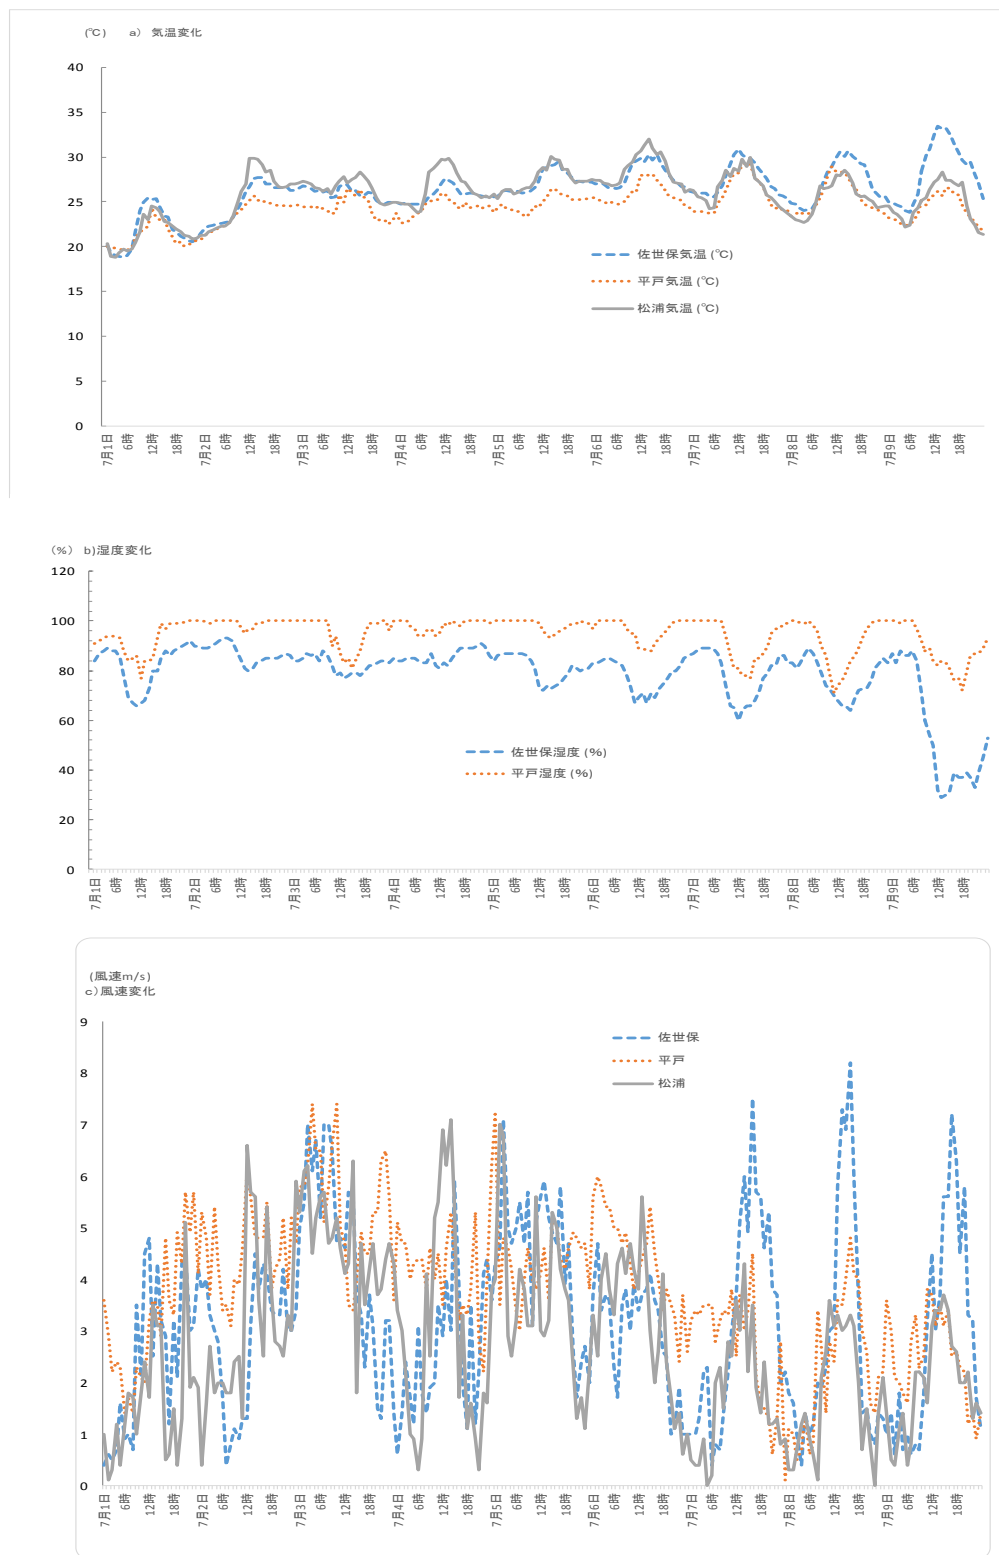 (℃) a） 気温変化
40
35
30
25
20
15
10
5
0
佐世保気温 (℃)
平戸気温 (℃)
松浦気温 (℃)
7月1日 6時 12時 18時 7月2日 6時 12時 18時 7月3日 6時 12時 18時 7月4日 6時 12時 18時 7月5日 6時 12時 18時 7月6日 6時 12時 18時 7月7日 6時 12時 18時 7月8日 6時 12時 18時 7月9日 6時 12時 18時
（%） b)湿度変化
120
100
80
60
40
20
0
佐世保湿度 (%)
平戸湿度 (%)
7月1日 6時 12時 18時 7月2日 6時 12時 18時 7月3日 6時 12時 18時 7月4日 6時 12時 18時 7月5日 6時 12時 18時 7月6日 6時 12時 18時 7月7日 6時 12時 18時 7月8日 6時 12時 18時 7月9日 6時 12時 18時
(風速m/s)
c）風速変化
9
8
7
6
5
4
3
2
1
0
佐世保
平戸
松浦
7月1日 6時 12時 18時 7月2日 6時 12時 18時 7月3日 6時 12時 18時 7月4日 6時 12時 18時 7月5日 6時 12時 18時 7月6日 6時 12時 18時 7月7日 6時 12時 18時 7月8日 6時 12時 18時 7月9日 6時 12時 18時